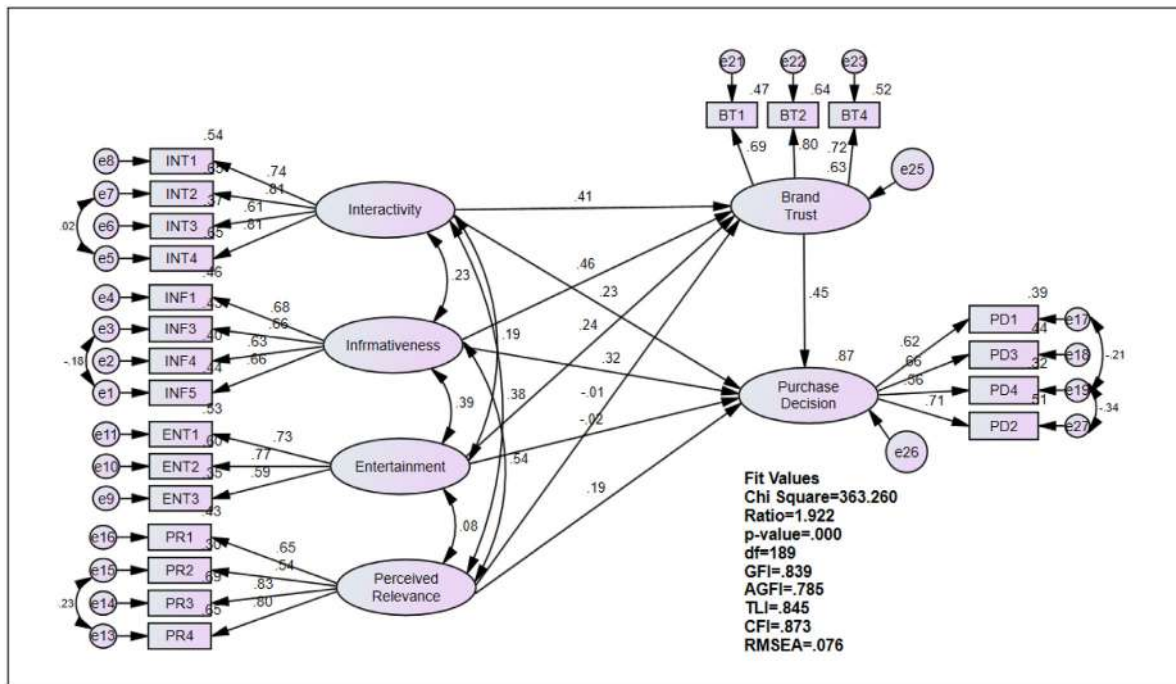 e21
e22
e23
.47
.64
.52
BT1
BT2
BT4
.69
.80
.72
.63
e25
Brand
Trust
.54
e8
INT1
.65
e7
INT2
.37
e6
INT3
.65
e5
INT4
.02
.74
.81
.61
.81
Interactivity
.41
.46
e4
INF1
.43
e3
INF3
.40
e2
INF4
.44
e1
INF5
-.18
.68
.66
.63
.66
Infrmativeness
.23
.46
.23
.19
.24
.32
.38
-.01
-.02
.39
.54
.45
.53
e11
ENT1
.60
e10
ENT2
.35
e9
ENT3
.73
.77
.59
Entertainment
.08
.19
.43
e16
PR1
.30
e15
PR2
.69
e14
PR3
.65
e13
PR4
.23
.65
.54
.83
.80
Perceived
Relevance
.87
Purchase
Decision
e26
.62
.66
.56
.71
.39
PD1
e17
.44
PD3
e18
.32
PD4
e19
.51
PD2
e27
-.21
-.34
Fit Values
Chi Square=363.260
Ratio=1.922
p-value=.000
df=189
GFI=.839
AGFI=.785
TLI=.845
CFI=.873
RMSEA=.076